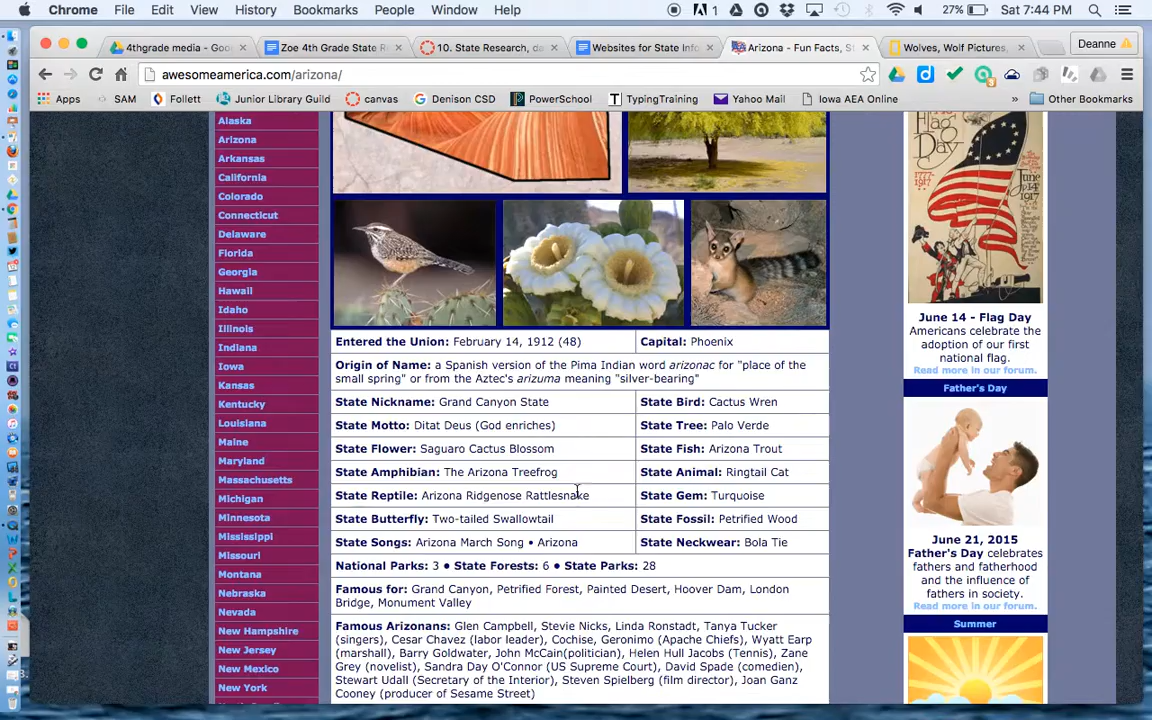 Chrome File Edit View History Bookmarks People Window Help 27% Sat 7:44 PM
4thgrade media - Goo
Zoe 4th Grade State R
10. State Research, d
Websites for State Info
Arizona - Fun Facts, St
Wolves, Wolf Pictures,
Deanne
awesomeamerica.com/arizona/
Apps SAM Follett Junior Library Guild canvas Denison CSD PowerSchool TypingTraining Yahoo Mail Iowa AEA Online » Other Bookmarks
Alaska
Arizona
Arkansas
California
Colorado
Connecticut
Delaware
Florida
Georgia
Hawaii
Idaho
Illinois
Indiana
Iowa
Kansas
Kentucky
Louisiana
Maine
Maryland
Massachusetts
Michigan
Minnesota
Mississippi
Missouri
Montana
Nebraska
Nevada
New Hampshire
New Jersey
New Mexico
New York
Entered the Union: February 14, 1912 (48)
Capital: Phoenix
Origin of Name: a Spanish version of the Pima Indian word arizonac for "place of the
small spring" or from the Aztec's arizuma meaning "silver-bearing"
State Nickname: Grand Canyon State
State Bird: Cactus Wren
State Motto: Ditat Deus (God enriches)
State Tree: Palo Verde
State Flower: Saguaro Cactus Blossom
State Fish: Arizona Trout
State Amphibian: The Arizona Treefrog
State Animal: Ringtail Cat
State Reptile: Arizona Ridgenose Rattlesnake
State Gem: Turquoise
State Butterfly: Two-tailed Swallowtail
State Fossil: Petrified Wood
State Songs: Arizona March Song • Arizona
State Neckwear: Bola Tie
National Parks: 3 • State Forests: 6 • State Parks: 28
Famous for: Grand Canyon, Petrified Forest, Painted Desert, Hoover Dam, London
Bridge, Monument Valley
Famous Arizonans: Glen Campbell, Stevie Nicks, Linda Ronstadt, Tanya Tucker
(singers), Cesar Chavez (labor leader), Cochise, Geronimo (Apache Chiefs), Wyatt Earp
(marshall), Barry Goldwater, John McCain(politician), Helen Hull Jacobs (Tennis), Zane
Grey (novelist), Sandra Day O'Connor (US Supreme Court), David Spade (comedien),
Stewart Udall (Secretary of the Interior), Steven Spielberg (film director), Joan Ganz
Cooney (producer of Sesame Street)
FLAG
DAY
1777-
1917
JUNE
14TH
1917
June 14 - Flag Day
Americans celebrate the
adoption of our first
national flag.
Read more in our forum.
Father's Day
June 21, 2015
Father's Day celebrates
fathers and fatherhood
and the influence of
fathers in society.
Read more in our forum.
Summer